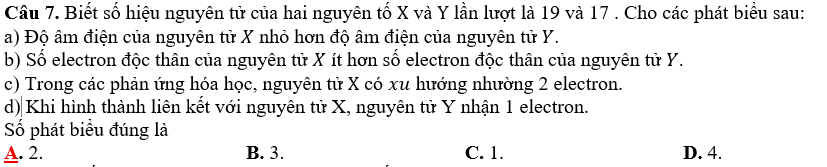 Câu 7. Biết số hiệu nguyên tử của hai nguyên tố X và Y lần lượt là 19 và 17 . Cho các phát biểu sau:
a) Độ âm điện của nguyên tử X nhỏ hơn độ âm điện của nguyên tử Y.
b) Số electron độc thân của nguyên tử X ít hơn số electron độc thân của nguyên tử Y.
c) Trong các phản ứng hóa học, nguyên tử X có xu hướng nhường 2 electron.
d) Khi hình thành liên kết với nguyên tử X, nguyên tử Y nhận 1 electron.
Số phát biểu đúng là
A. 2. B. 3. C. 1. D. 4.